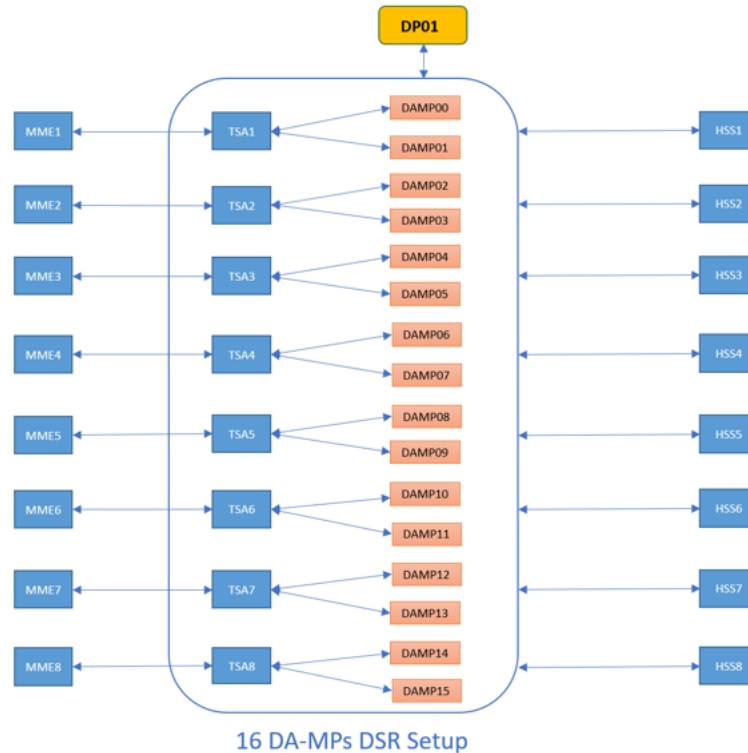 DP01
DAMP00
MME1 TSA1 HSS1
DAMP01
DAMP02
MME2 TSA2 HSS2
DAMP03
DAMP04
MME3 TSA3 HSS3
DAMP05
DAMP06
MME4 TSA4 HSS4
DAMP07
DAMP08
MME5 TSA5 HSS5
DAMP09
DAMP10
MME6 TSA6 HSS6
DAMP11
DAMP12
MME7 TSA7 HSS7
DAMP13
DAMP14
MME8 TSA8 HSS8
DAMP15
16 DA-MPs DSR Setup